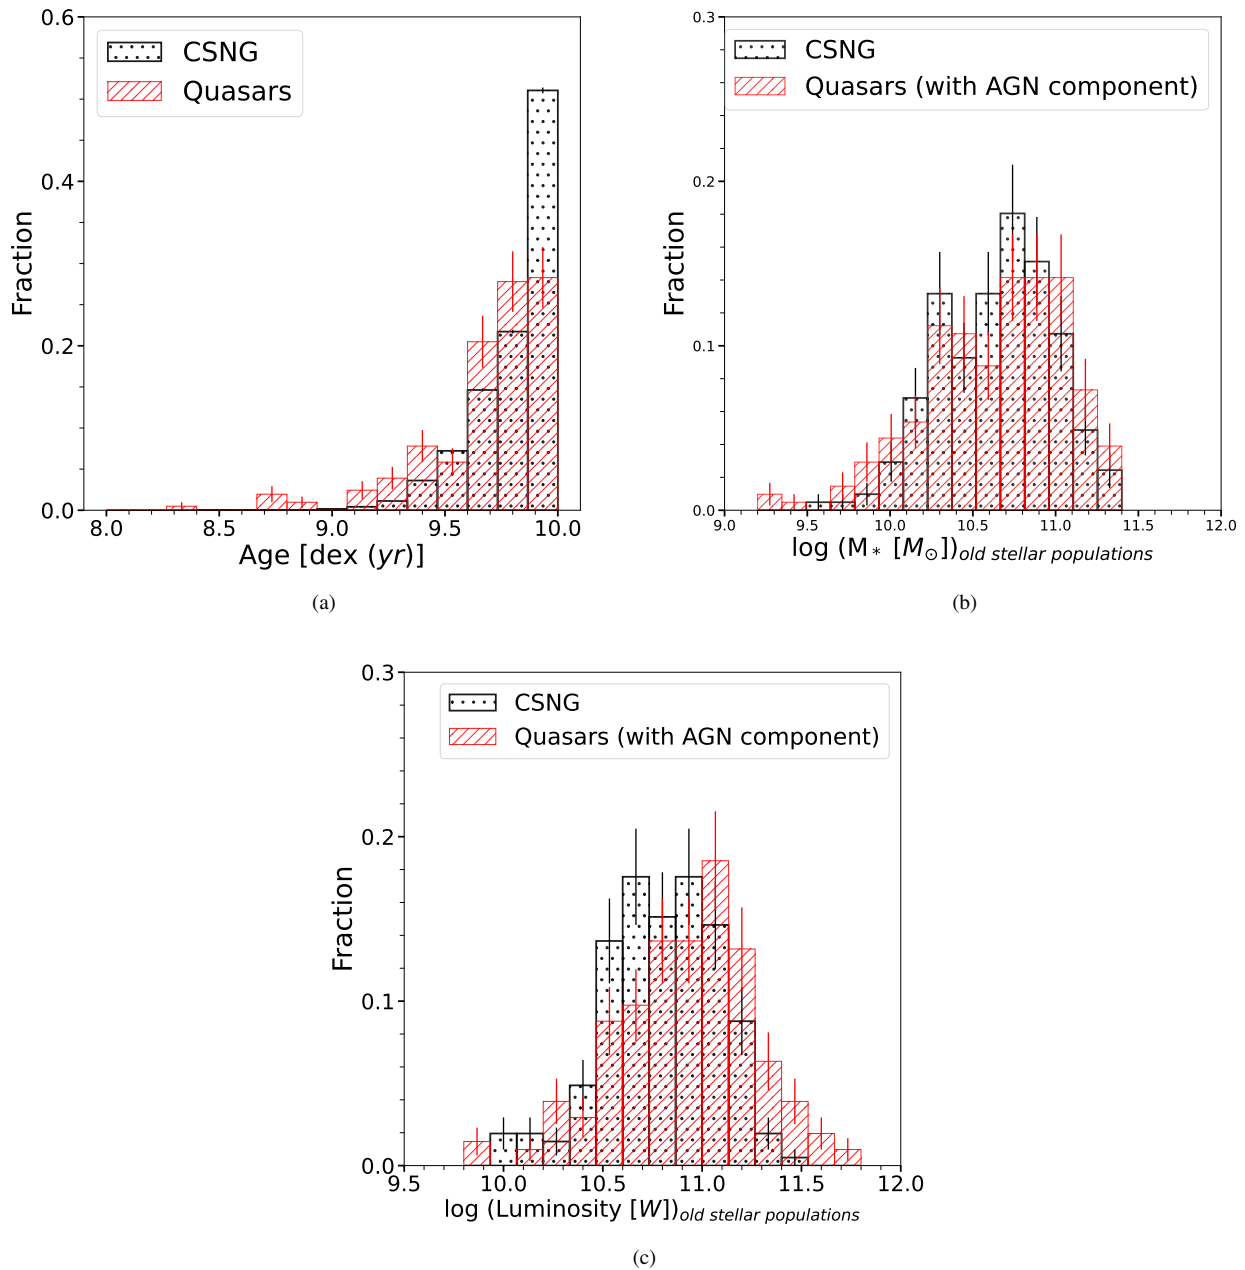 0.6
0.4
0.2
0.0
Fraction
CSNG
Quasars
8.0 8.5 9.0 9.5 10.0
Age [dex (yr)]
(a)
0.3
0.2
0.1
0.0
Fraction
CSNG
Quasars (with AGN component)
9.0 9.5 10.0 10.5 11.0 11.5 12.0
log (M* [M⊙])old stellar populations
(b)
0.3
0.2
0.1
0.0
Fraction
CSNG
Quasars (with AGN component)
9.5 10.0 10.5 11.0 11.5 12.0
log (Luminosity [W])old stellar populations
(c)